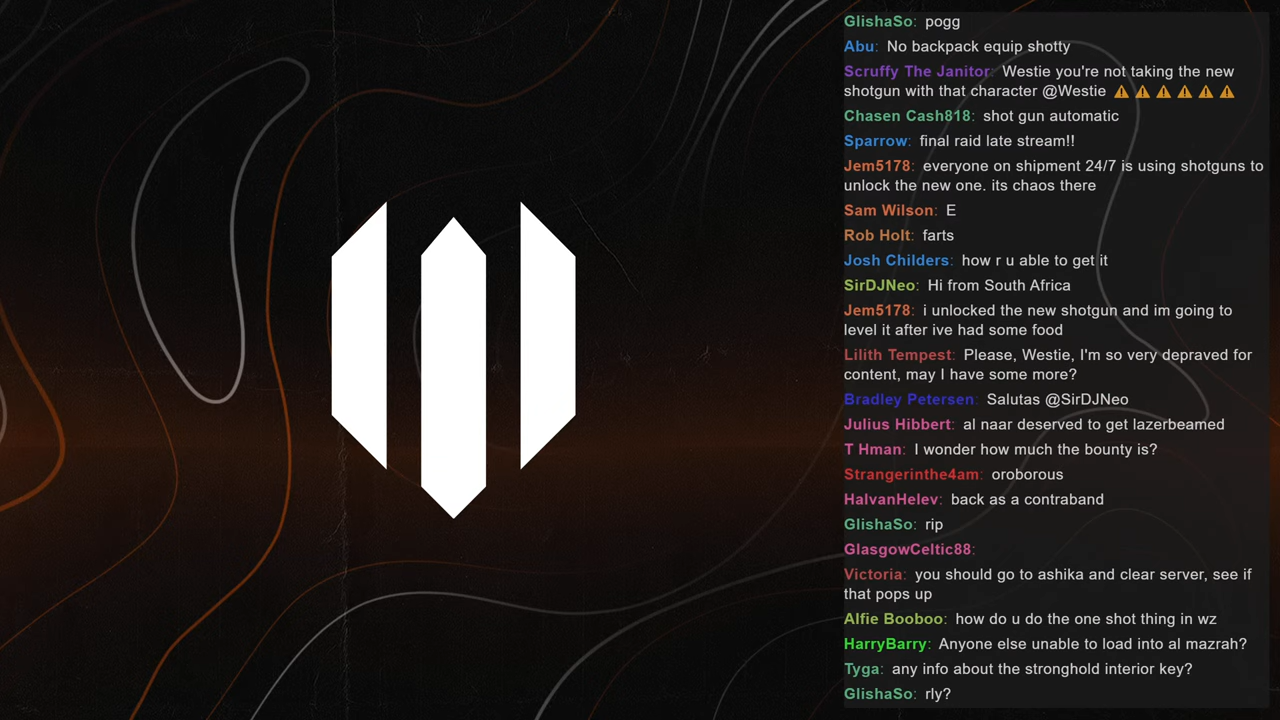 GlishaSo: pogg
Abu: No backpack equip shotty
Scruffy The Janitor: Westie you're not taking the new
shotgun with that character @Westie ⚠⚠⚠⚠⚠⚠
Chasen Cash818: shot gun automatic
Sparrow: final raid late stream!!
Jem5178: everyone on shipment 24/7 is using shotguns to
unlock the new one. its chaos there
Sam Wilson: E
Rob Holt: farts
Josh Childers: how r u able to get it
SirDJNeo: Hi from South Africa
Jem5178: i unlocked the new shotgun and im going to
level it after ive had some food
Lilith Tempest: Please, Westie, I'm so very depraved for
content, may I have some more?
Bradley Petersen: Salutas @SirDJNeo
Julius Hibbert: al naar deserved to get lazerbeamed
T Hman: I wonder how much the bounty is?
Strangerinthe4am: oroborous
HalvanHelev: back as a contraband
GlishaSo: rip
GlasgowCeltic88:
Victoria: you should go to ashika and clear server, see if
that pops up
Alfie Booboo: how do u do the one shot thing in wz
HarryBarry: Anyone else unable to load into al mazrah?
Tyga: any info about the stronghold interior key?
GlishaSo: rly?